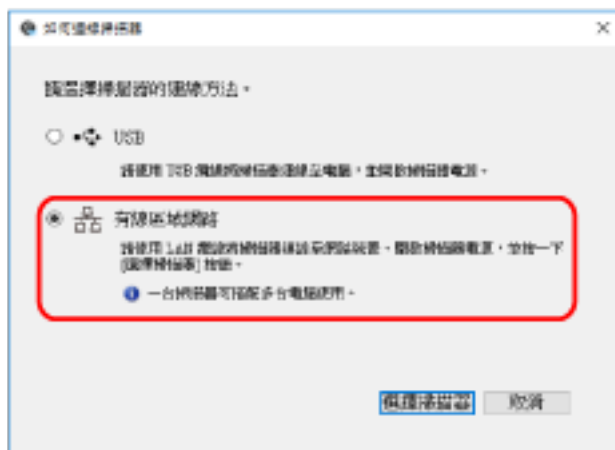 如何連線掃描器
請選擇掃描器的連線方法。
USB
請使用 USB 纜線將掃描器連線至電腦，並開啟掃描器電源。
有線區域網路
請使用 LAN 纜線將掃描器連線至網路裝置。開啟掃描器電源，並按一下
[選擇掃描器] 按鈕。
一台掃描器可搭配多台電腦使用。
選擇掃描器
取消